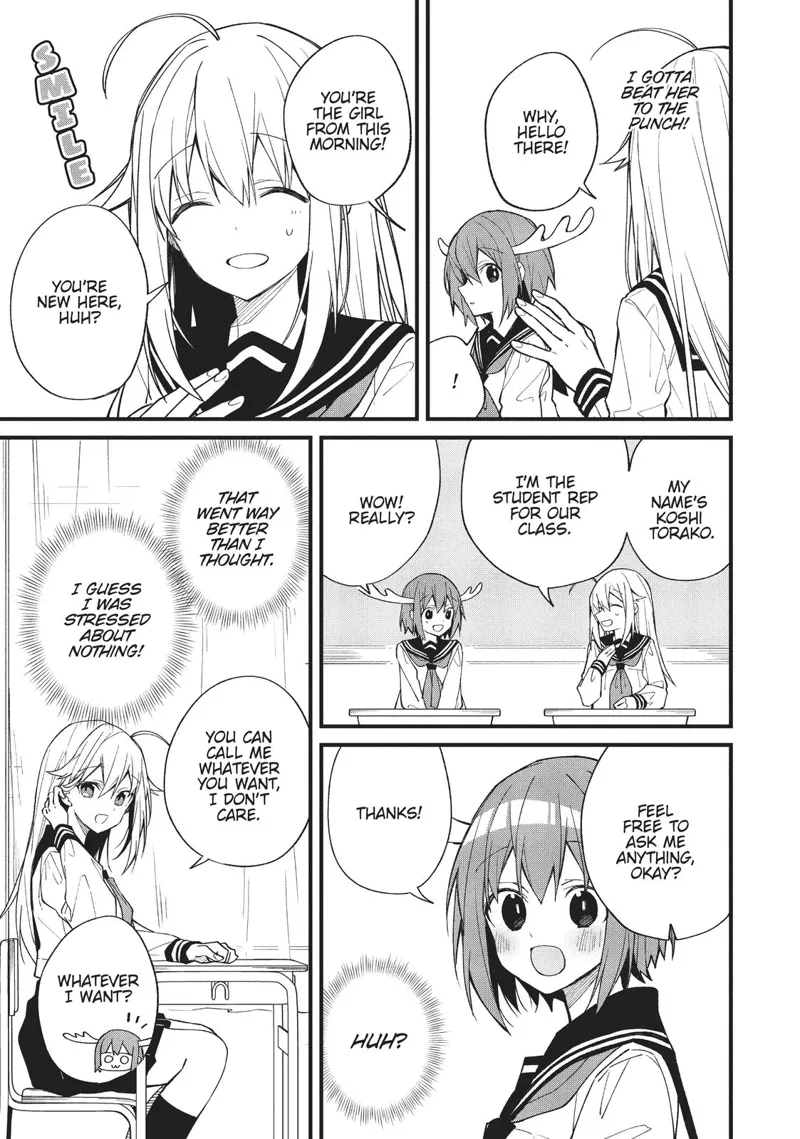 I GOTTA
BEAT HER
TO THE
PUNCH!
WHY,
HELLO
THERE!
!
YOU'RE
THE GIRL
FROM THIS
MORNING!
SMILE
YOU'RE
NEW HERE,
HUH?
MY
NAME'S
KOSHI
TORAKO.
I'M THE
STUDENT REP
FOR OUR
CLASS.
WOW!
REALLY?
FEEL
FREE TO
ASK ME
ANYTHING,
OKAY?
THANKS!
HUH?
THAT
WENT WAY
BETTER
THAN I
THOUGHT.
I GUESS
I WAS
STRESSED
ABOUT
NOTHING!
YOU CAN
CALL ME
WHATEVER
YOU WANT,
I DON'T
CARE.
WHATEVER
I WANT?